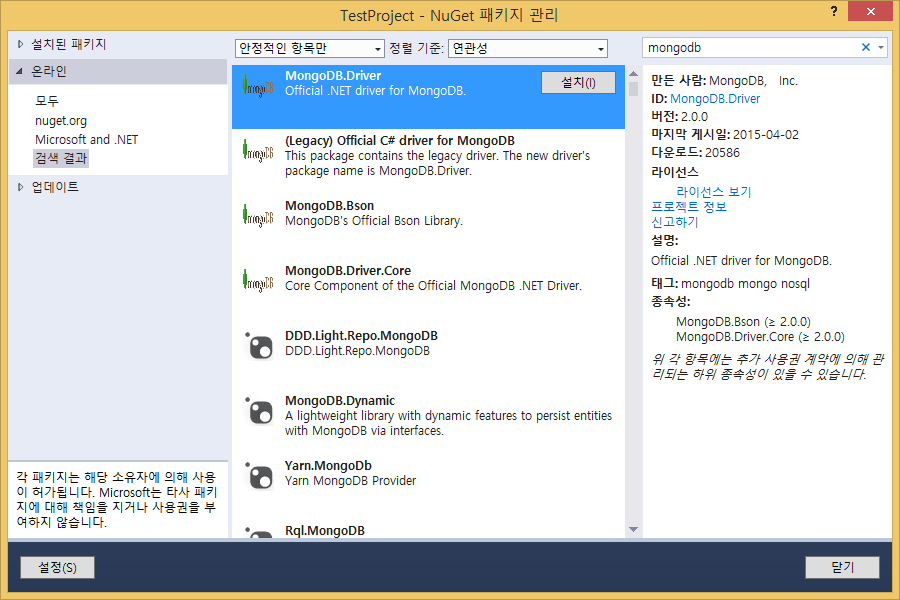 TestProject - NuGet 패키지 관리
?
설치된 패키지
온라인
모두
nuget.org
Microsoft and .NET
검색 결과
업데이트
각 패키지는 해당 소유자에 의해 사용
이 허가됩니다. Microsoft는 타사 패키
지에 대해 책임을 지거나 사용권을 부
여하지 않습니다.
안정적인 항목만
정렬 기준:
연관성
MongoDB.Driver
Official .NET driver for MongoDB.
설치(I)
(Legacy) Official C# driver for MongoDB
This package contains the legacy driver. The new driver's
package name is MongoDB.Driver.
MongoDB.Bson
MongoDB's Official Bson Library.
MongoDB.Driver.Core
Core Component of the Official MongoDB .NET Driver.
DDD.Light.Repo.MongoDB
DDD.Light.Repo.MongoDB
MongoDB.Dynamic
A lightweight library with dynamic features to persist entities
with MongoDB via interfaces.
Yarn.MongoDb
Yarn MongoDB Provider
Rql.MongoDB
mongodb
만든 사람: MongoDB, Inc.
ID: MongoDB.Driver
버전: 2.0.0
마지막 게시일: 2015-04-02
다운로드: 20586
라이선스
라이선스 보기
프로젝트 정보
신고하기
설명:
Official .NET driver for MongoDB.
태그: mongodb mongo nosql
종속성:
MongoDB.Bson (≥ 2.0.0)
MongoDB.Driver.Core (≥ 2.0.0)
위 각 항목에는 추가 사용권 계약에 의해 관
리되는 하위 종속성이 있을 수 있습니다.
설정(S)
닫기